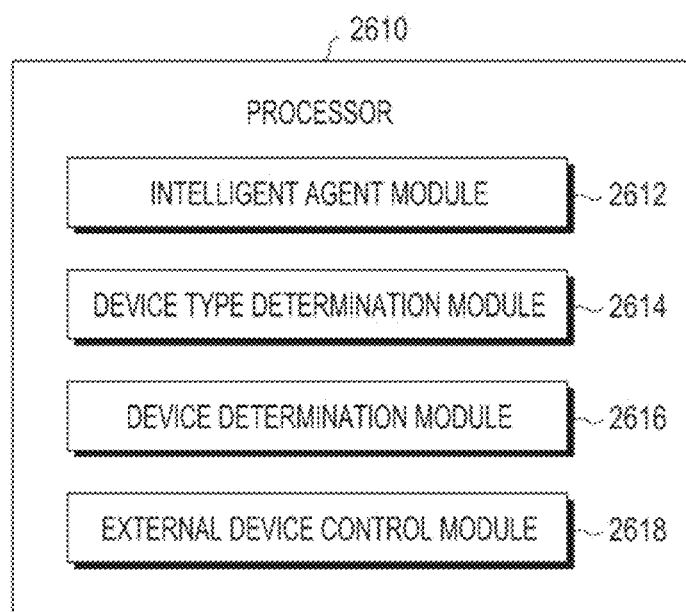 2610
PROCESSOR
INTELLIGENT AGENT MODULE 2612
DEVICE TYPE DETERMINATION MODULE 2614
DEVICE DETERMINATION MODULE 2616
EXTERNAL DEVICE CONTROL MODULE 2618